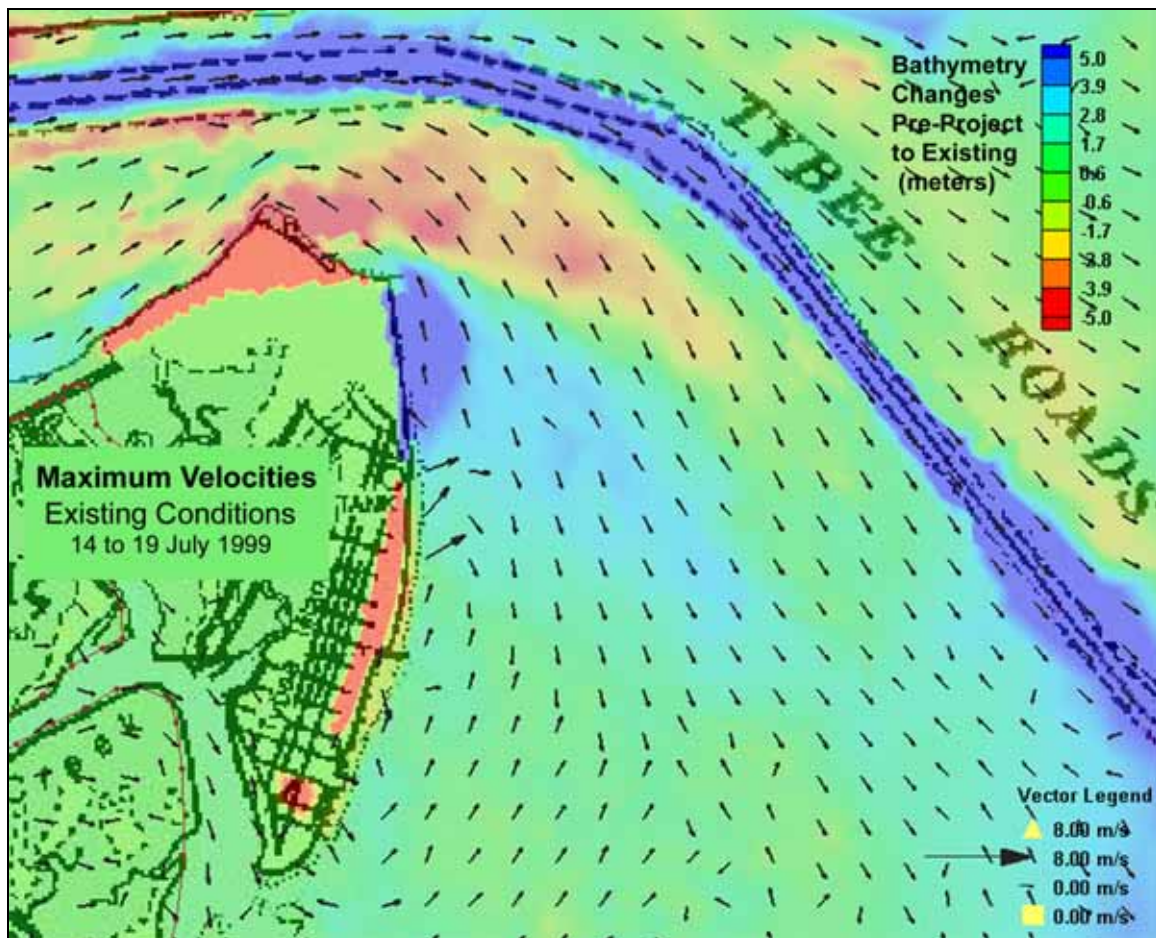 Bathymetry
Changes
Pre-Project
to Existing
(meters)
5.0
3.9
2.8
1.7
0.6
-0.6
-1.7
-3.8
-3.9
-5.0
TYBEE
ROADS
Maximum Velocities
Existing Conditions
14 to 19 July 1999
TANK
Vector Legend
8.00 m/s
8.00 m/s
0.00 m/s
0.00 m/s